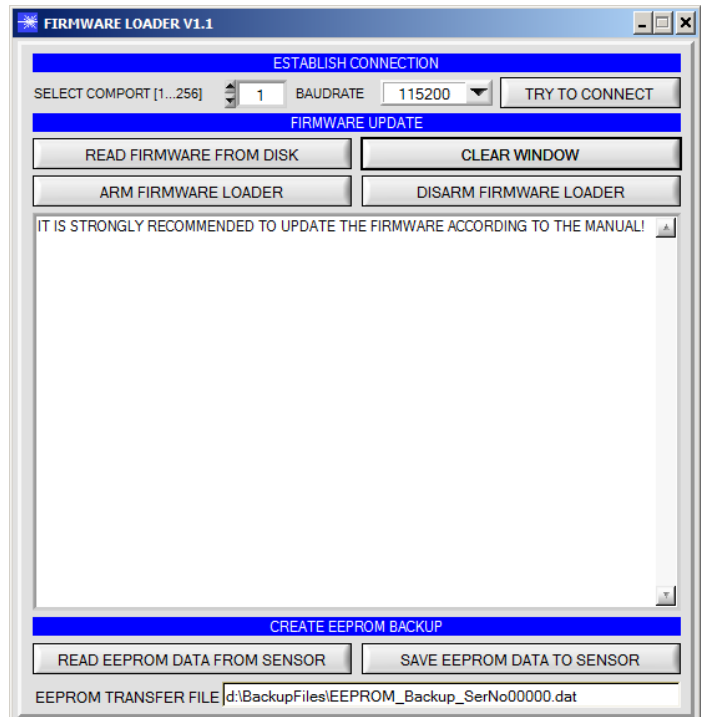 FIRMWARE LOADER V1.1
ESTABLISH CONNECTION
SELECT COMPORT [1...256] 1 BAUDRATE 115200 TRY TO CONNECT
FIRMWARE UPDATE
READ FIRMWARE FROM DISK CLEAR WINDOW
ARM FIRMWARE LOADER DISARM FIRMWARE LOADER
IT IS STRONGLY RECOMMENDED TO UPDATE THE FIRMWARE ACCORDING TO THE MANUAL!
CREATE EEPROM BACKUP
READ EEPROM DATA FROM SENSOR SAVE EEPROM DATA TO SENSOR
EEPROM TRANSFER FILE d:\BackupFiles\EEPROM_Backup_SerNo00000.dat